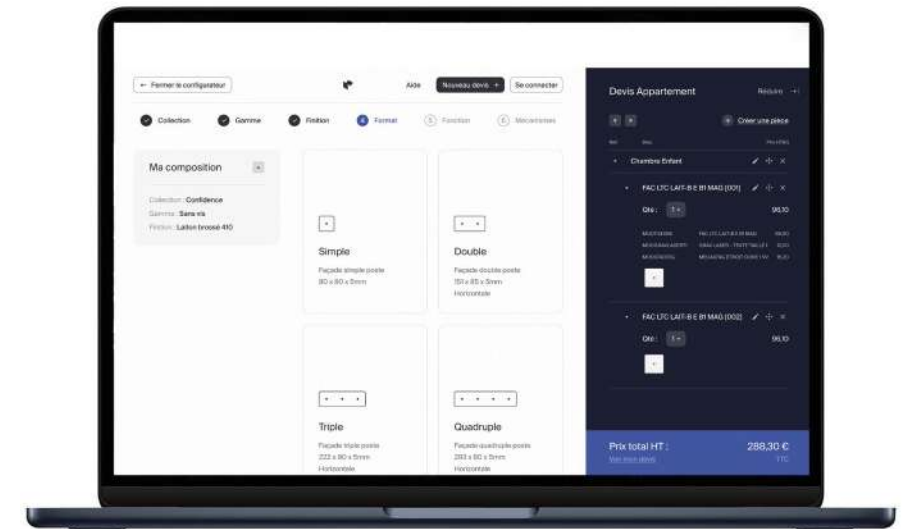 ← Fermer le configurateur
Aide
Nouveau devis +
Se connecter
Collection
Gamme
Finition
4 Format
5 Fonction
6 Mécanismes
Ma composition
Collection : Confidence
Gamme : Sans vis
Finition : Laiton brossé 410
Simple
Façade simple poste
80 x 80 x 5mm
Double
Façade double poste
151 x 85 x 5mm
Horizontale
Triple
Façade triple poste
222 x 80 x 5mm
Horizontale
Quadruple
Façade quadruple poste
293 x 80 x 5mm
Horizontale
Devis Appartement
Réduire
Créer une pièce
Chambre Enfant
FAC LTC LAIT-B E B1 MAG (001)
Qté : 1
96,10
FAC LTC LAIT-B E B1 MAG (002)
Qté : 1
96,10
Prix total HT :
288,30 €
Voir mon devis
TTC